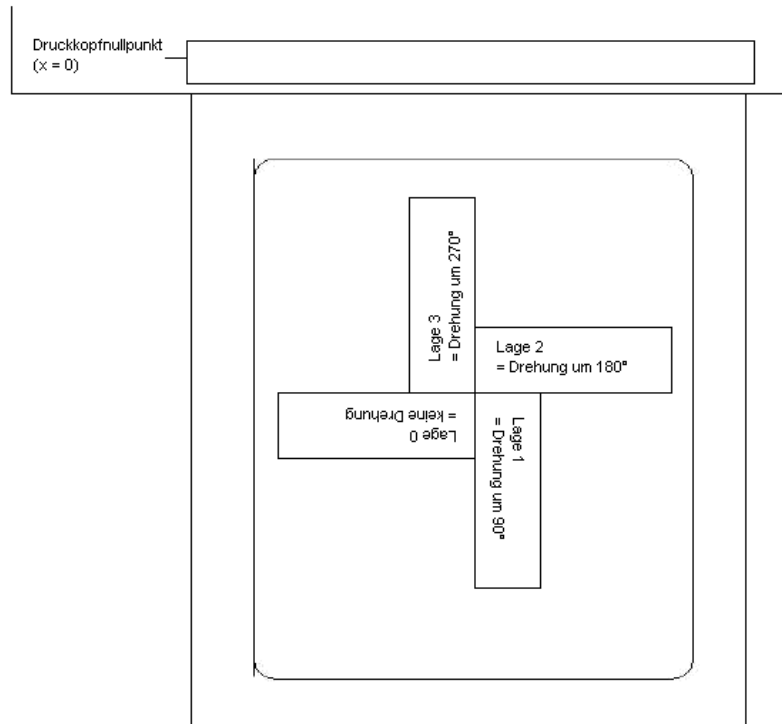 Druckkopfnullpunkt
(x = 0)
Lage 3
= Drehung um 270°
Lage 2
= Drehung um 180°
Lage 0
= keine Drehung
Lage 1
= Drehung um 90°